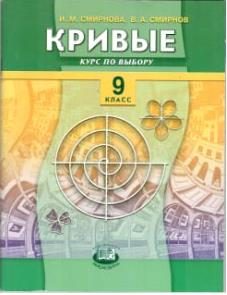 И. М. СМИРНОВА, В. А. СМИРНОВ
КРИВЫЕ
КУРС ПО ВЫБОРУ
9
КЛАСС